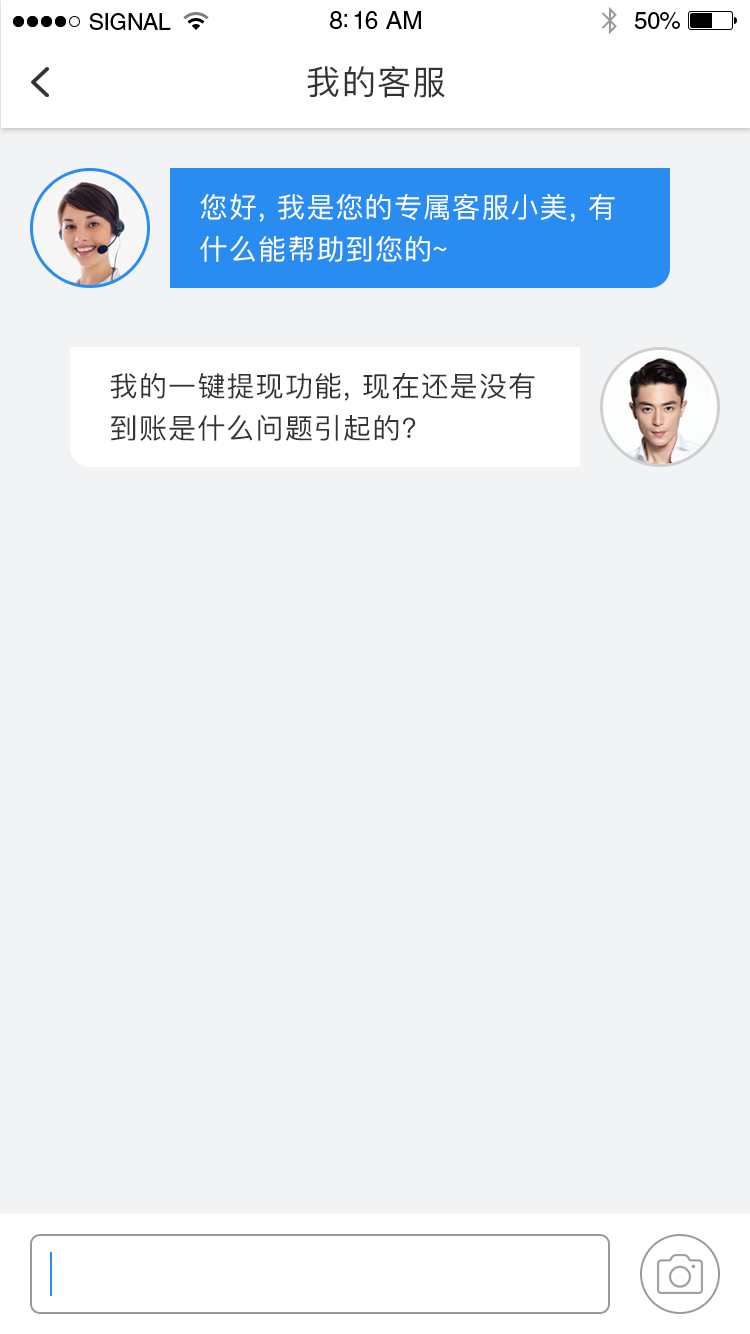 SIGNAL 8:16 AM 50%
我的客服
您好, 我是您的专属客服小美, 有
什么能帮助到您的~
我的一键提现功能, 现在还是没有
到账是什么问题引起的?